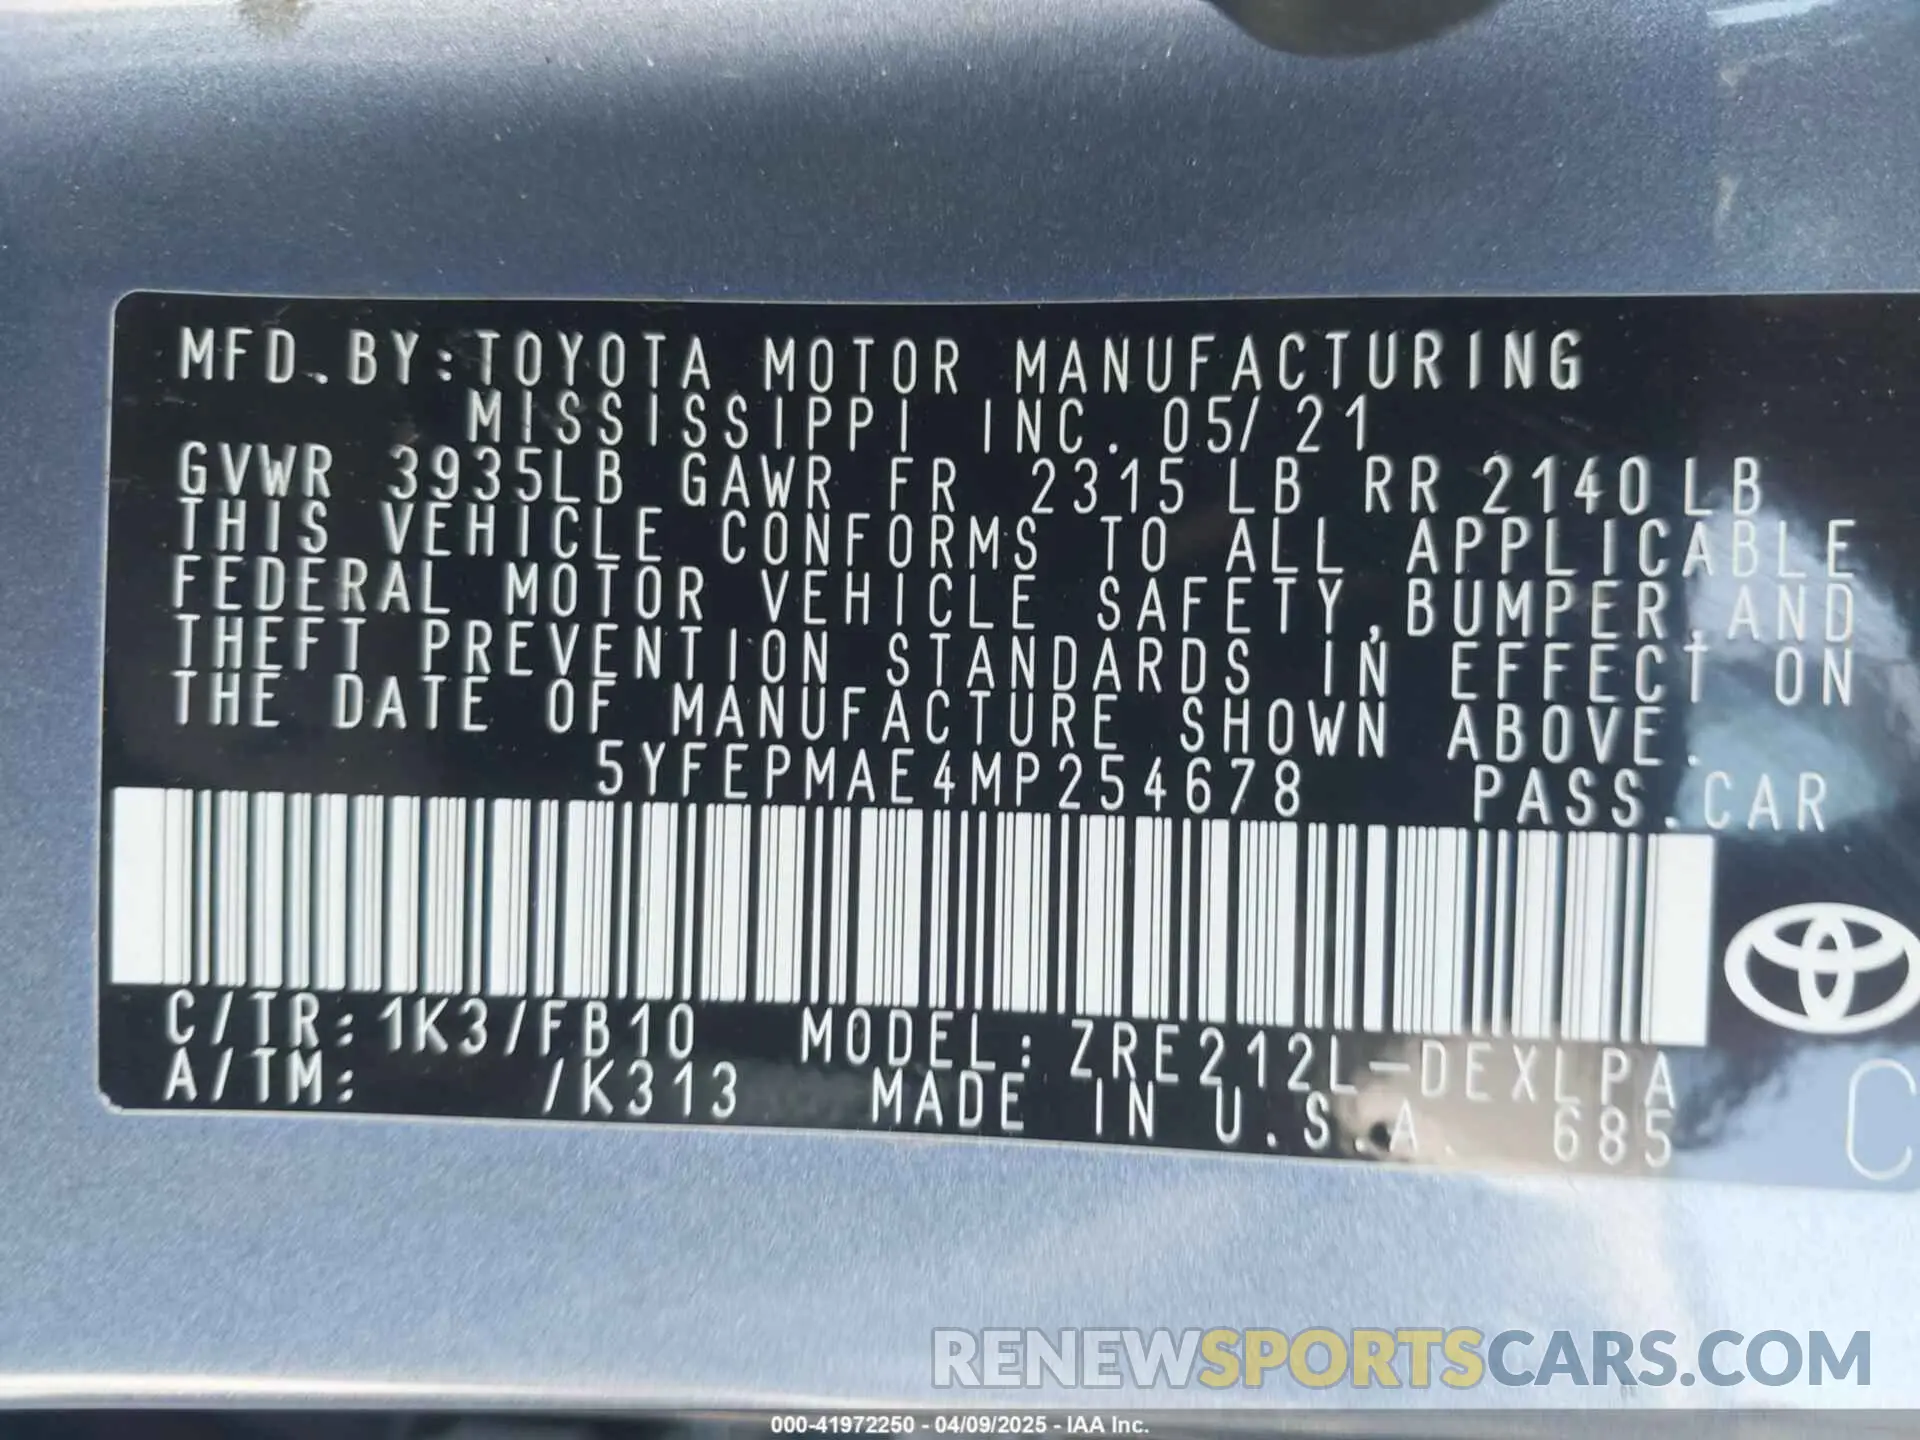 MFD.BY:TOYOTA MOTOR MANUFACTURING
MISSISSIPPI INC. 05/21
GVWR 3935LB GAWR FR 2315LB RR 2140LB
THIS VEHICLE CONFORMS TO ALL APPLICABLE
FEDERAL MOTOR VEHICLE SAFETY,BUMPER,AND
THEFT PREVENTION STANDARDS IN EFFECT ON
THE DATE OF MANUFACTURE SHOWN ABOVE.
5YFEPMAE4MP254678 PASS.CAR
C/TR:1K3/FB10 MODEL:ZRE212L-DEXLPA
A/TM: /K313 MADE IN U.S.A. 685
C
RENEWSPORTSCARS.COM
000-41972250 - 04/09/2025 - IAA Inc.